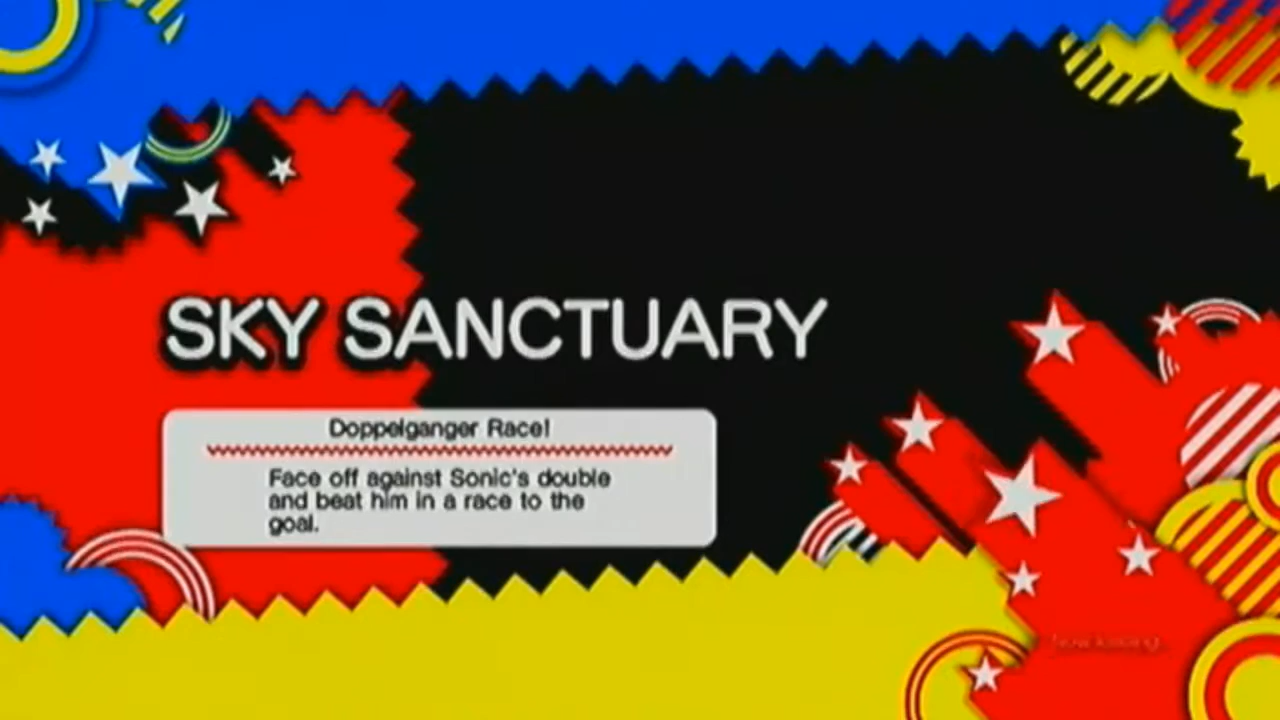 SKY SANCTUARY
Doppelganger Race!
Face off against Sonic's double
and beat him in a race to the
goal.